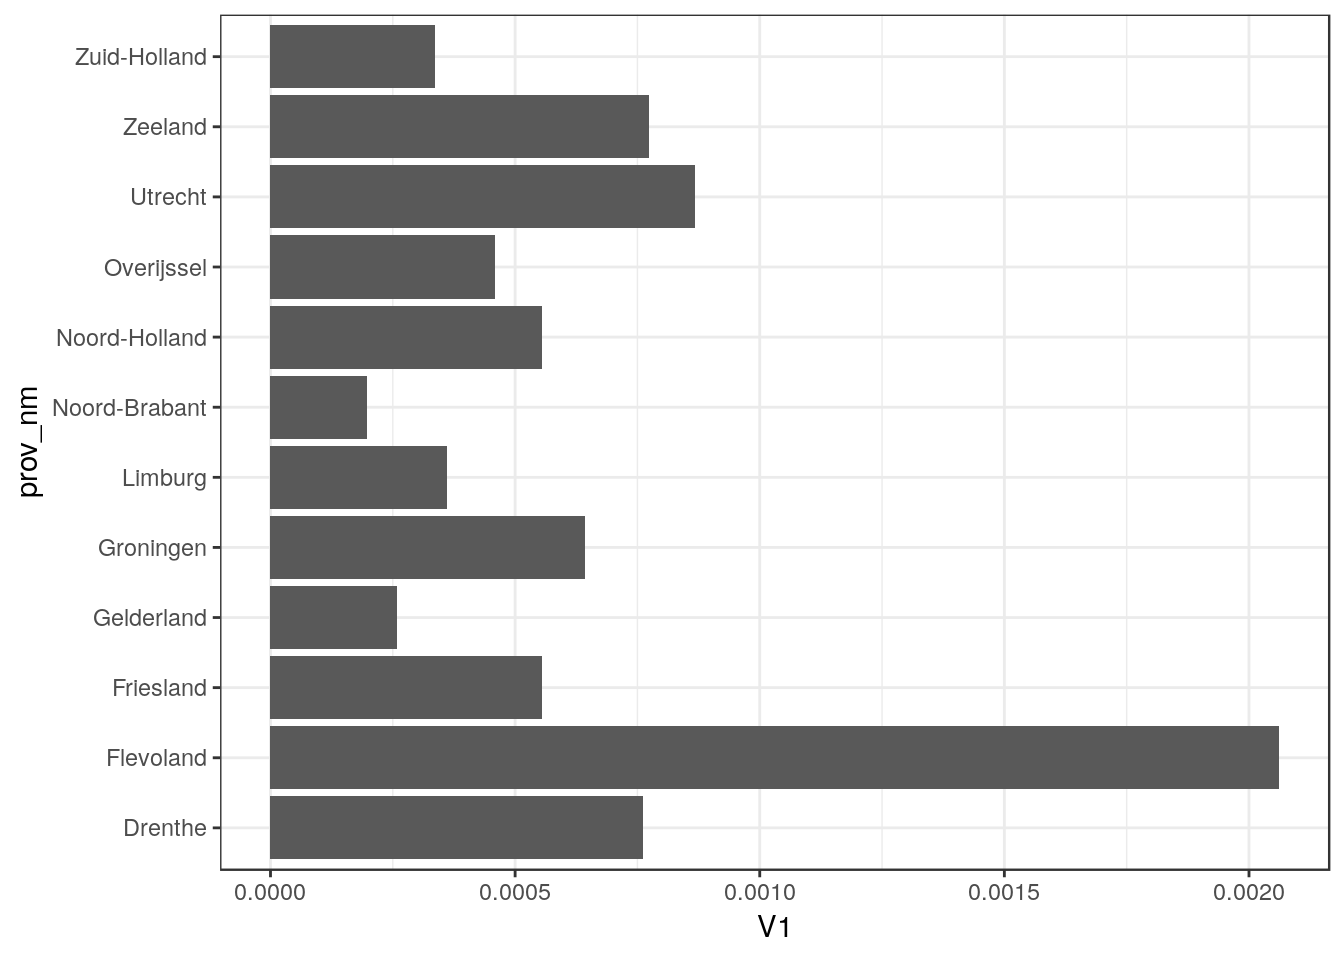 Zuid-Holland
Zeeland
Utrecht
Overijssel
Noord-Holland
Noord-Brabant
Limburg
Groningen
Gelderland
Friesland
Flevoland
Drenthe
prov_nm
0.0000 0.0005 0.0010 0.0015 0.0020
V1